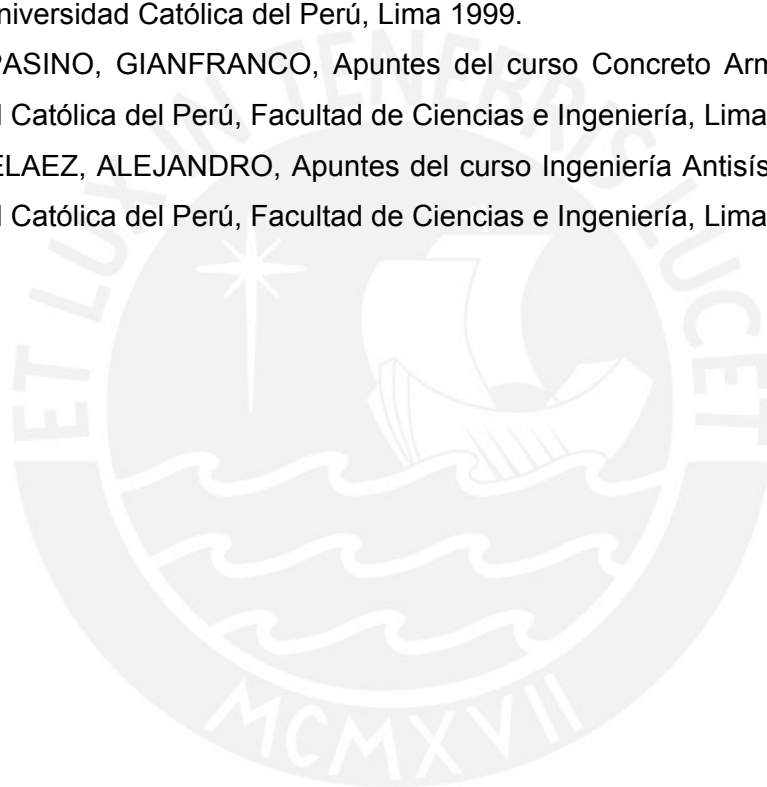 niversidad Católica del Perú, Lima 1999.
PASINO, GIANFRANCO, Apuntes del curso Concreto Arm
l Católica del Perú, Facultad de Ciencias e Ingeniería, Lima
ELAEZ, ALEJANDRO, Apuntes del curso Ingeniería Antisís
l Católica del Perú, Facultad de Ciencias e Ingeniería, Lima
ET LUX IN TENEBRIS LUCET
MCMXVII